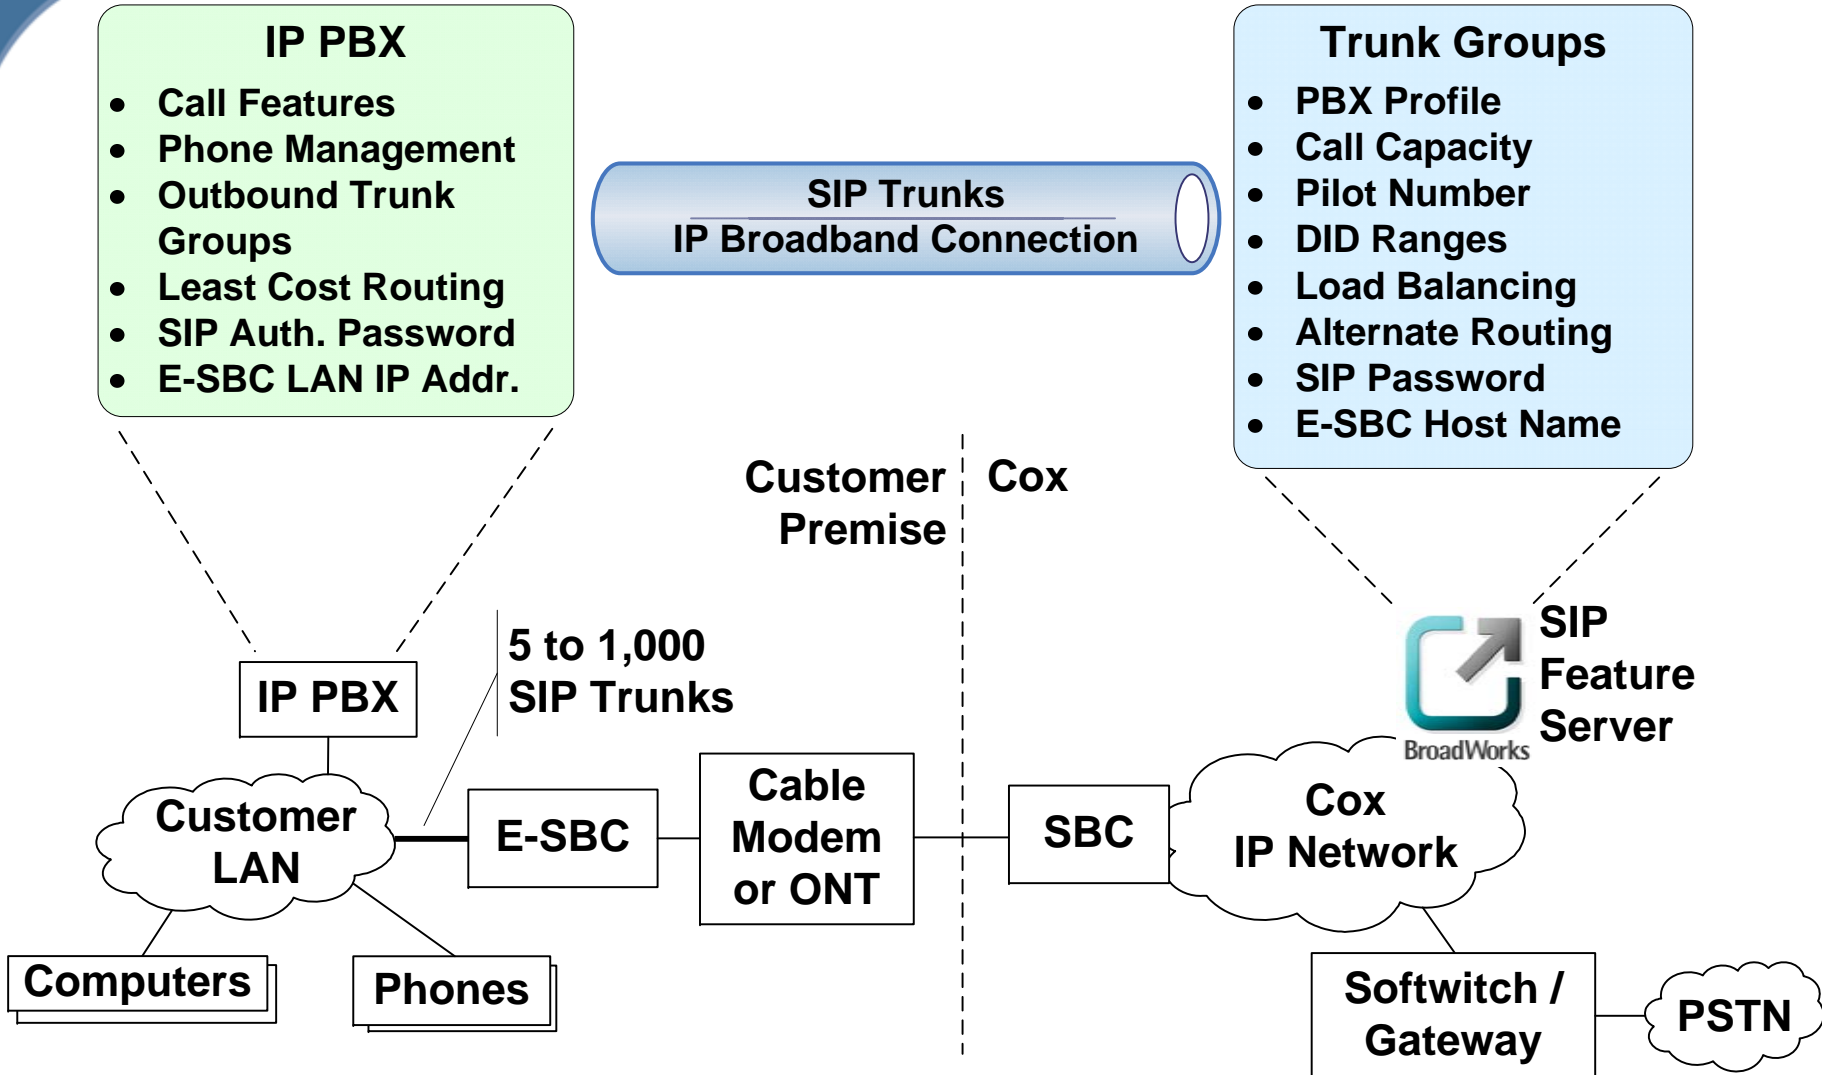 IP PBX
• Call Features
• Phone Management
• Outbound Trunk
Groups
• Least Cost Routing
• SIP Auth. Password
• E-SBC LAN IP Addr.
SIP Trunks
IP Broadband Connection
Trunk Groups
• PBX Profile
• Call Capacity
• Pilot Number
• DID Ranges
• Load Balancing
• Alternate Routing
• SIP Password
• E-SBC Host Name
Customer
Premise
Cox
5 to 1,000
SIP Trunks
IP PBX
SIP
Feature
Server
BroadWorks
Customer
LAN
E-SBC
Cable
Modem
or ONT
SBC
Cox
IP Network
Computers
Phones
Softwitch /
Gateway
PSTN